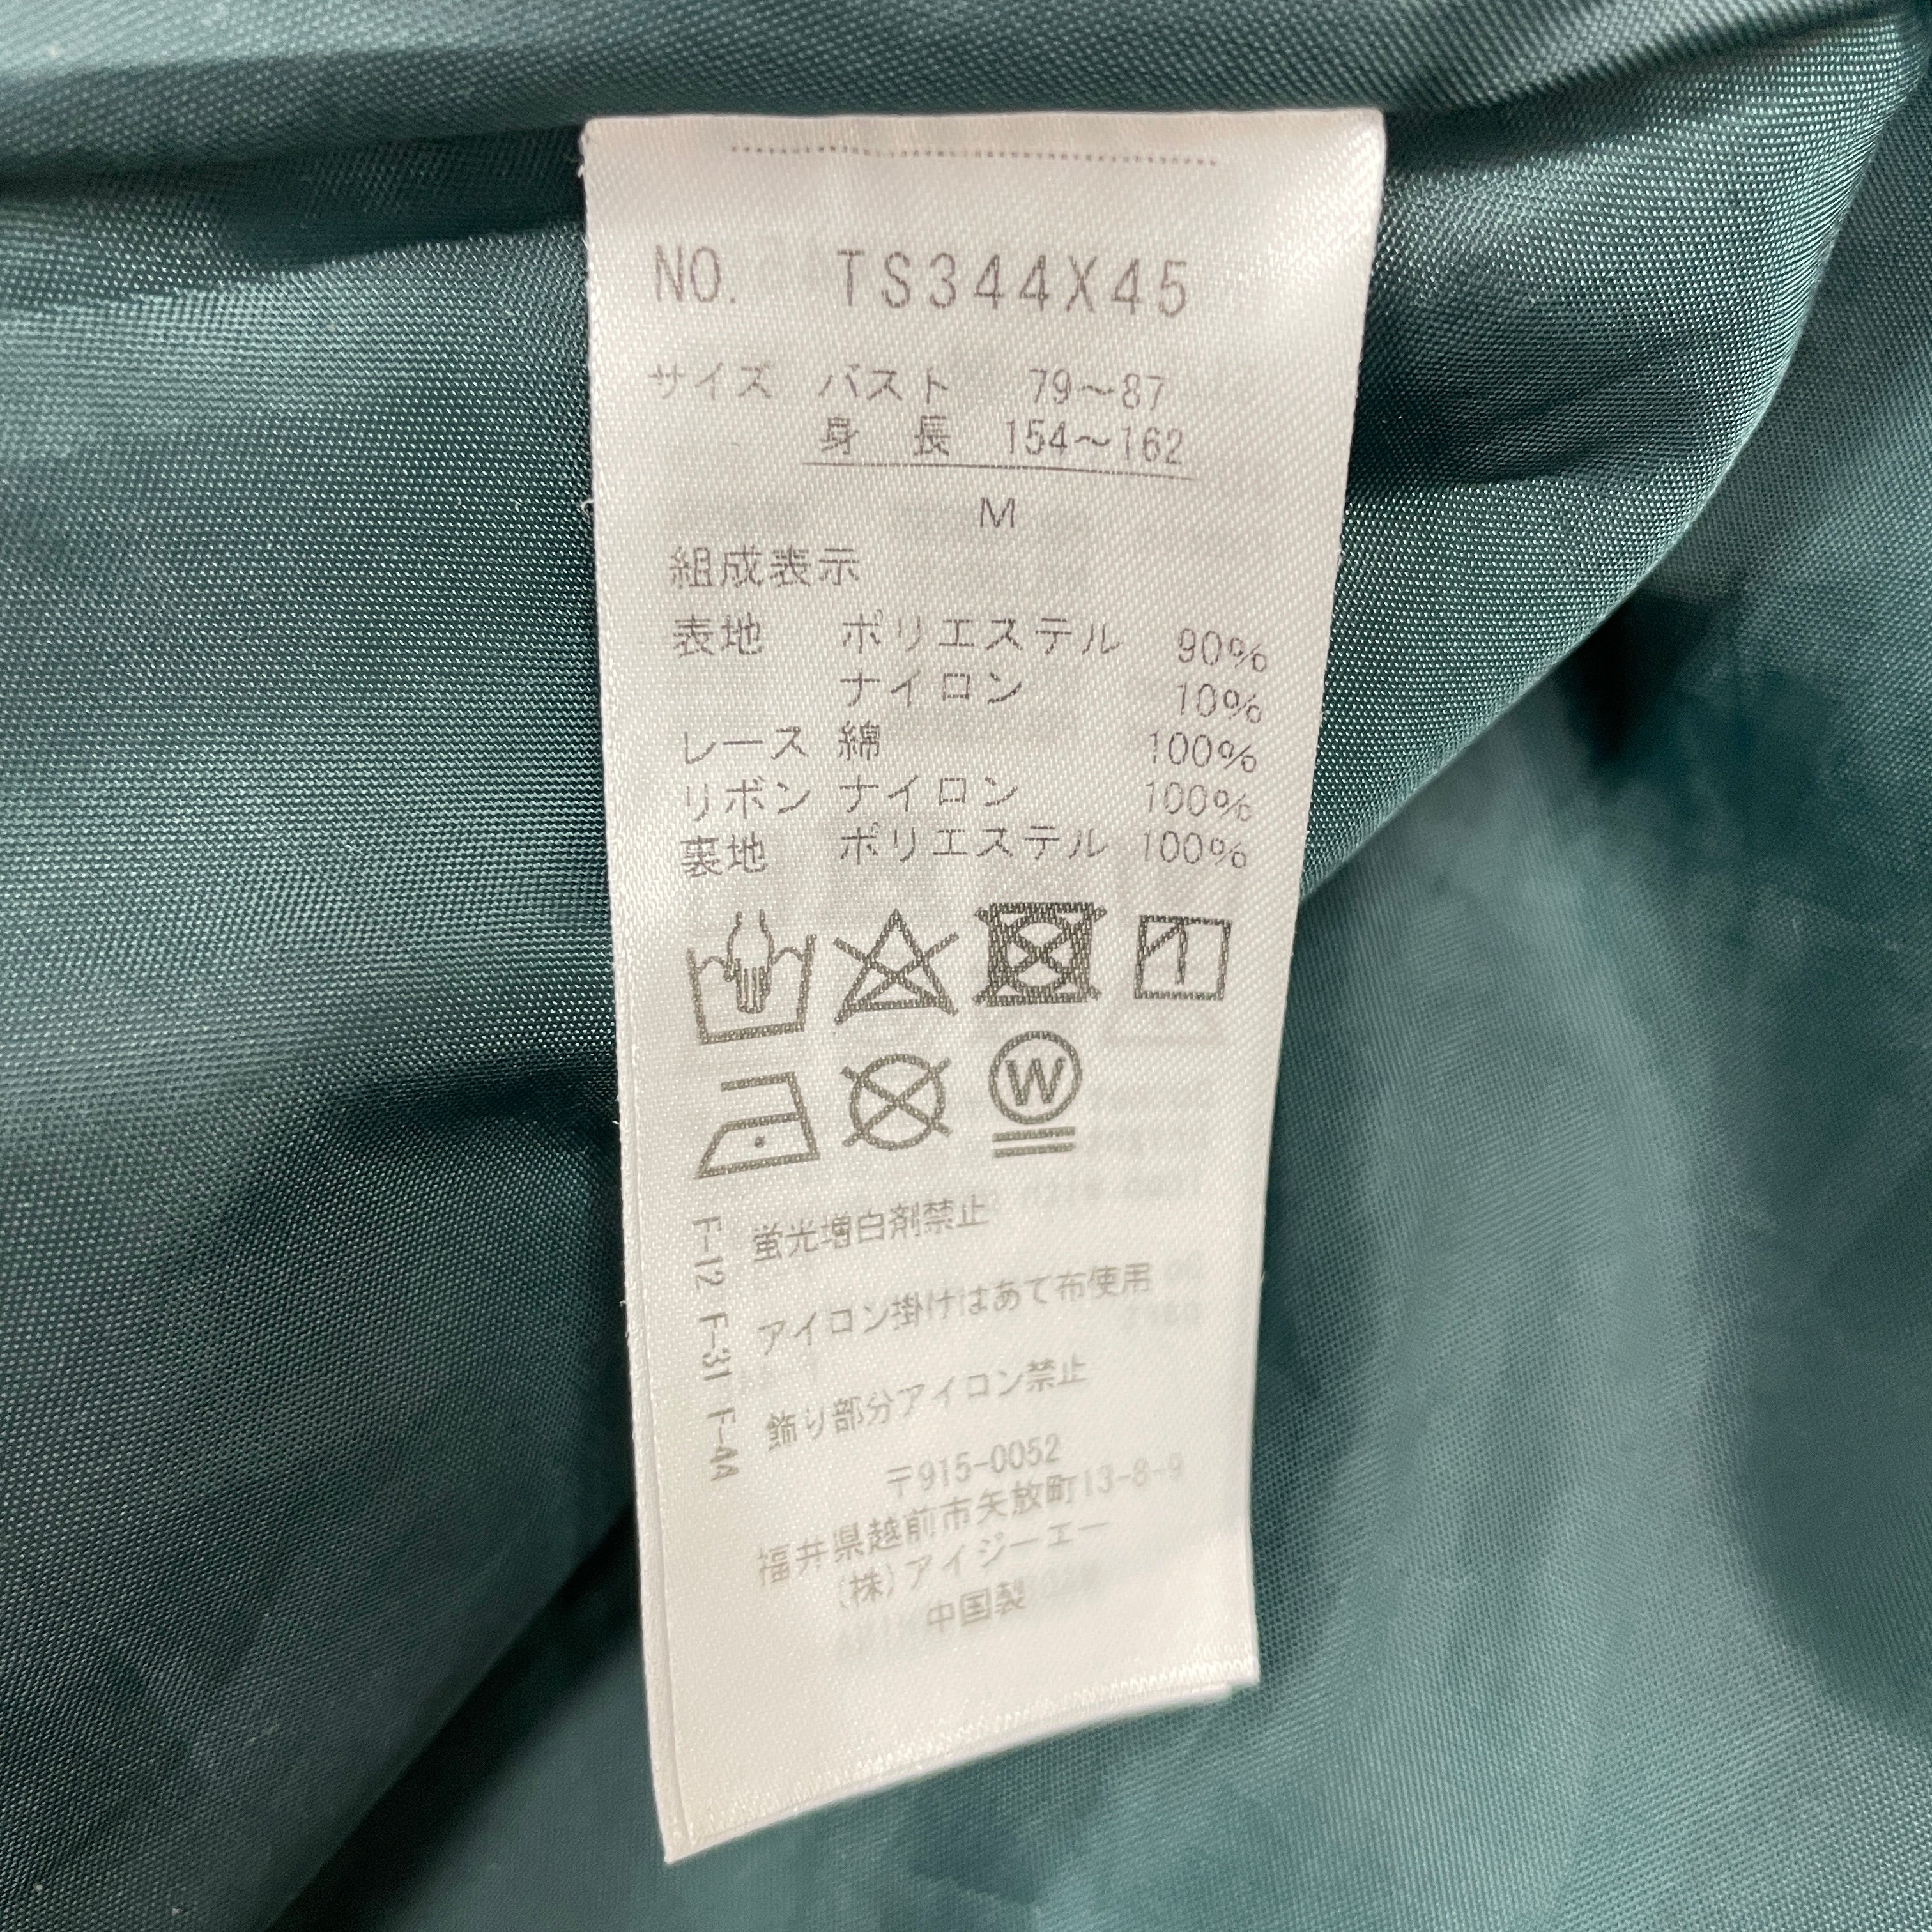 NO. TS344X45
サイズ バスト 79～87
身 長 154～162
M
組成表示
表地 ポリエステル 90%
ナイロン 10%
レース 綿 100%
リボン ナイロン 100%
裏地 ポリエステル 100%
W
F-12 F-31 F-44
蛍光増白剤禁止
アイロン掛けはあて布使用
飾り部分アイロン禁止
〒915-0052
福井県越前市矢放町13-8-9
(株)アイジーエー
中国製